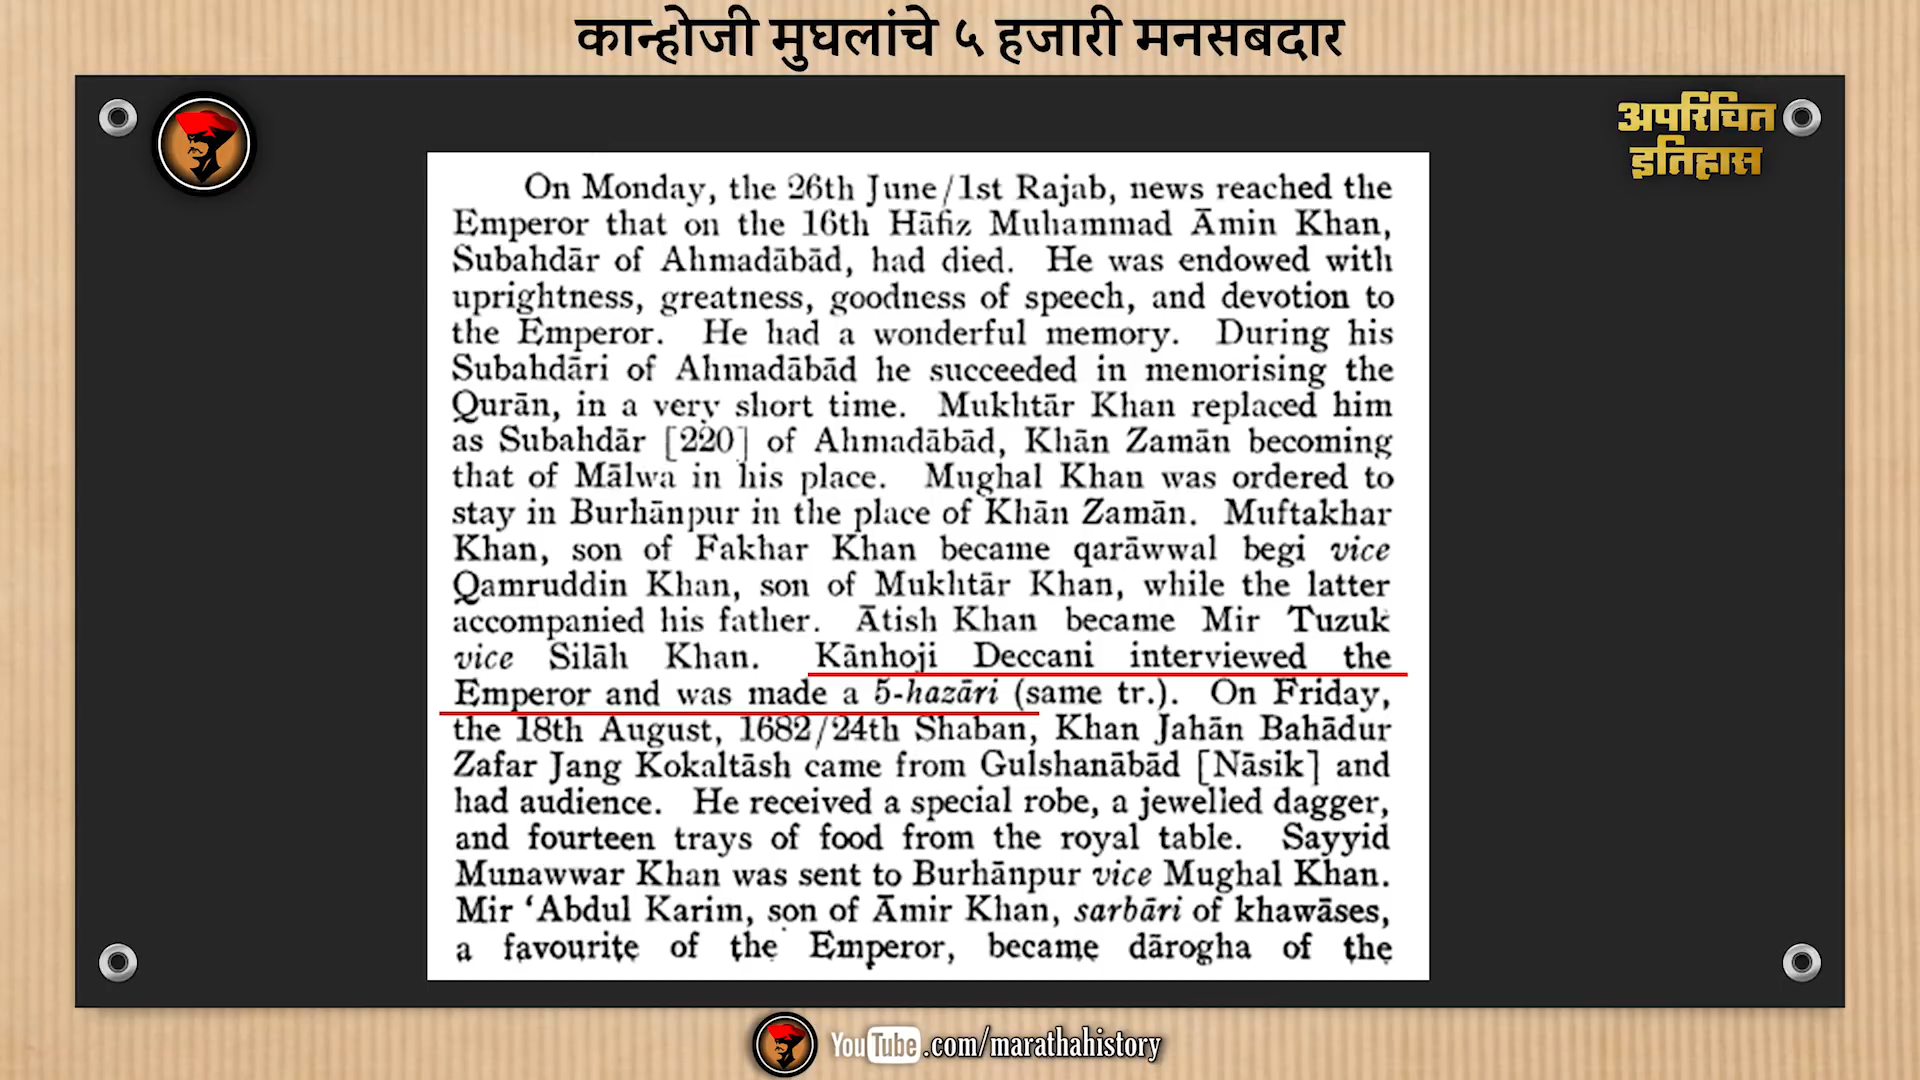 कान्होजी मुघलांचे ५ हजारी मनसबदार
अपरिचित
इतिहास
On Monday, the 26th June/1st Rajab, news reached the
Emperor that on the 16th Hāfiz Muhammad Āmin Khan,
Subahdār of Ahmadābād, had died. He was endowed with
uprightness, greatness, goodness of speech, and devotion to
the Emperor. He had a wonderful memory. During his
Subahdāri of Ahmadābād he succeeded in memorising the
Qurān, in a very short time. Mukhtār Khan replaced him
as Subahdār [220] of Ahmadābād, Khān Zamān becoming
that of Mālwa in his place. Mughal Khan was ordered to
stay in Burhānpur in the place of Khān Zamān. Muftakhar
Khan, son of Fakhar Khan became qarāwwal begi vice
Qamruddin Khan, son of Mukhtār Khan, while the latter
accompanied his father. Ātish Khan became Mir Tuzuk
vice Silāh Khan. Kānhoji Deccani interviewed the
Emperor and was made a 5-hazāri (same tr.). On Friday,
the 18th August, 1682/24th Shaban, Khan Jahān Bahādur
Zafar Jang Kokaltāsh came from Gulshanābād [Nāsik] and
had audience. He received a special robe, a jewelled dagger,
and fourteen trays of food from the royal table. Sayyid
Munawwar Khan was sent to Burhānpur vice Mughal Khan.
Mir ‘Abdul Karim, son of Āmir Khan, sarbāri of khawāses,
a favourite of the Emperor, became dārogha of the
YouTube.com/marathahistory